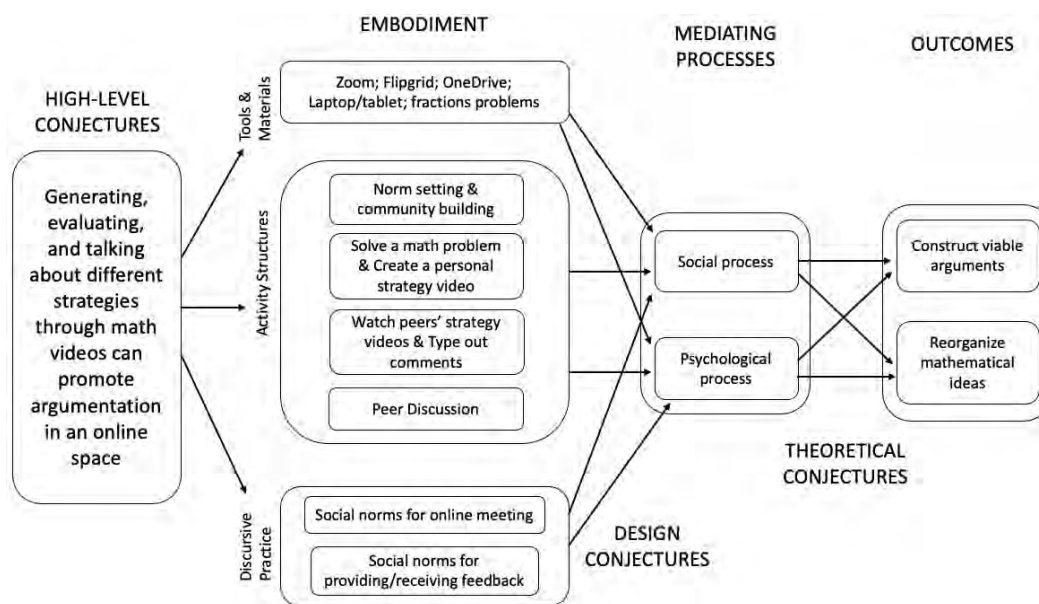 EMBODIMENT
MEDIATING
PROCESSES
OUTCOMES
HIGH-LEVEL
CONJECTURES
Generating,
evaluating,
and talking
about different
strategies
through math
videos can
promote
argumentation
in an online
space
Tools &
Materials
Zoom; Flipgrid; OneDrive;
Laptop/tablet; fractions problems
Activity Structures
Norm setting &
community building
Solve a math problem
& Create a personal
strategy video
Watch peers' strategy
videos & Type out
comments
Peer Discussion
Discursive
Practice
Social norms for online meeting
Social norms for
providing/receiving feedback
DESIGN
CONJECTURES
Social process
Psychological
process
THEORETICAL
CONJECTURES
Construct viable
arguments
Reorganize
mathematical
ideas